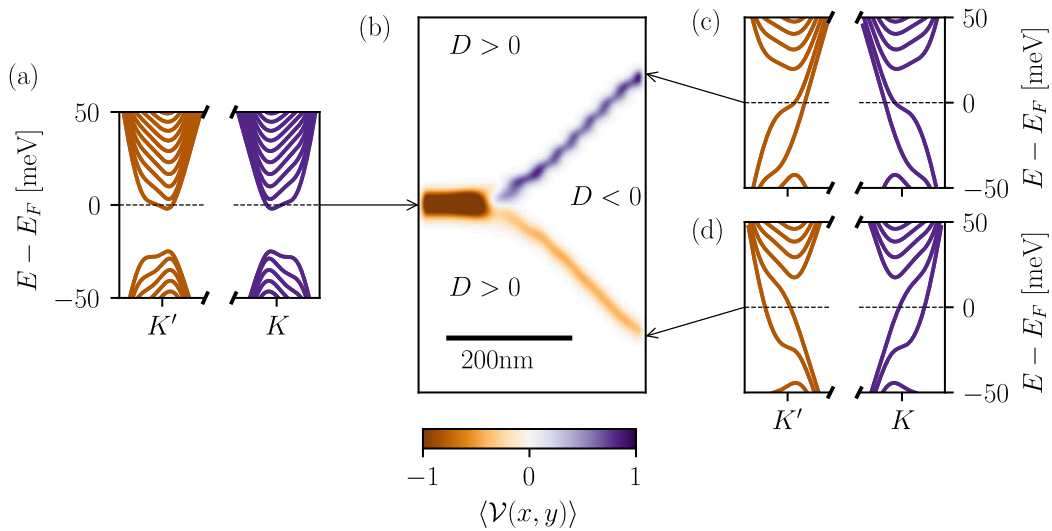 (a)
50
0
−50
E − E_F [meV]
K′
K
(b)
D > 0
D < 0
D > 0
200nm
−1
0
1
⟨𝒱(x, y)⟩
(c)
50
0
−50
E − E_F [meV]
(d)
50
0
−50
E − E_F [meV]
K′
K